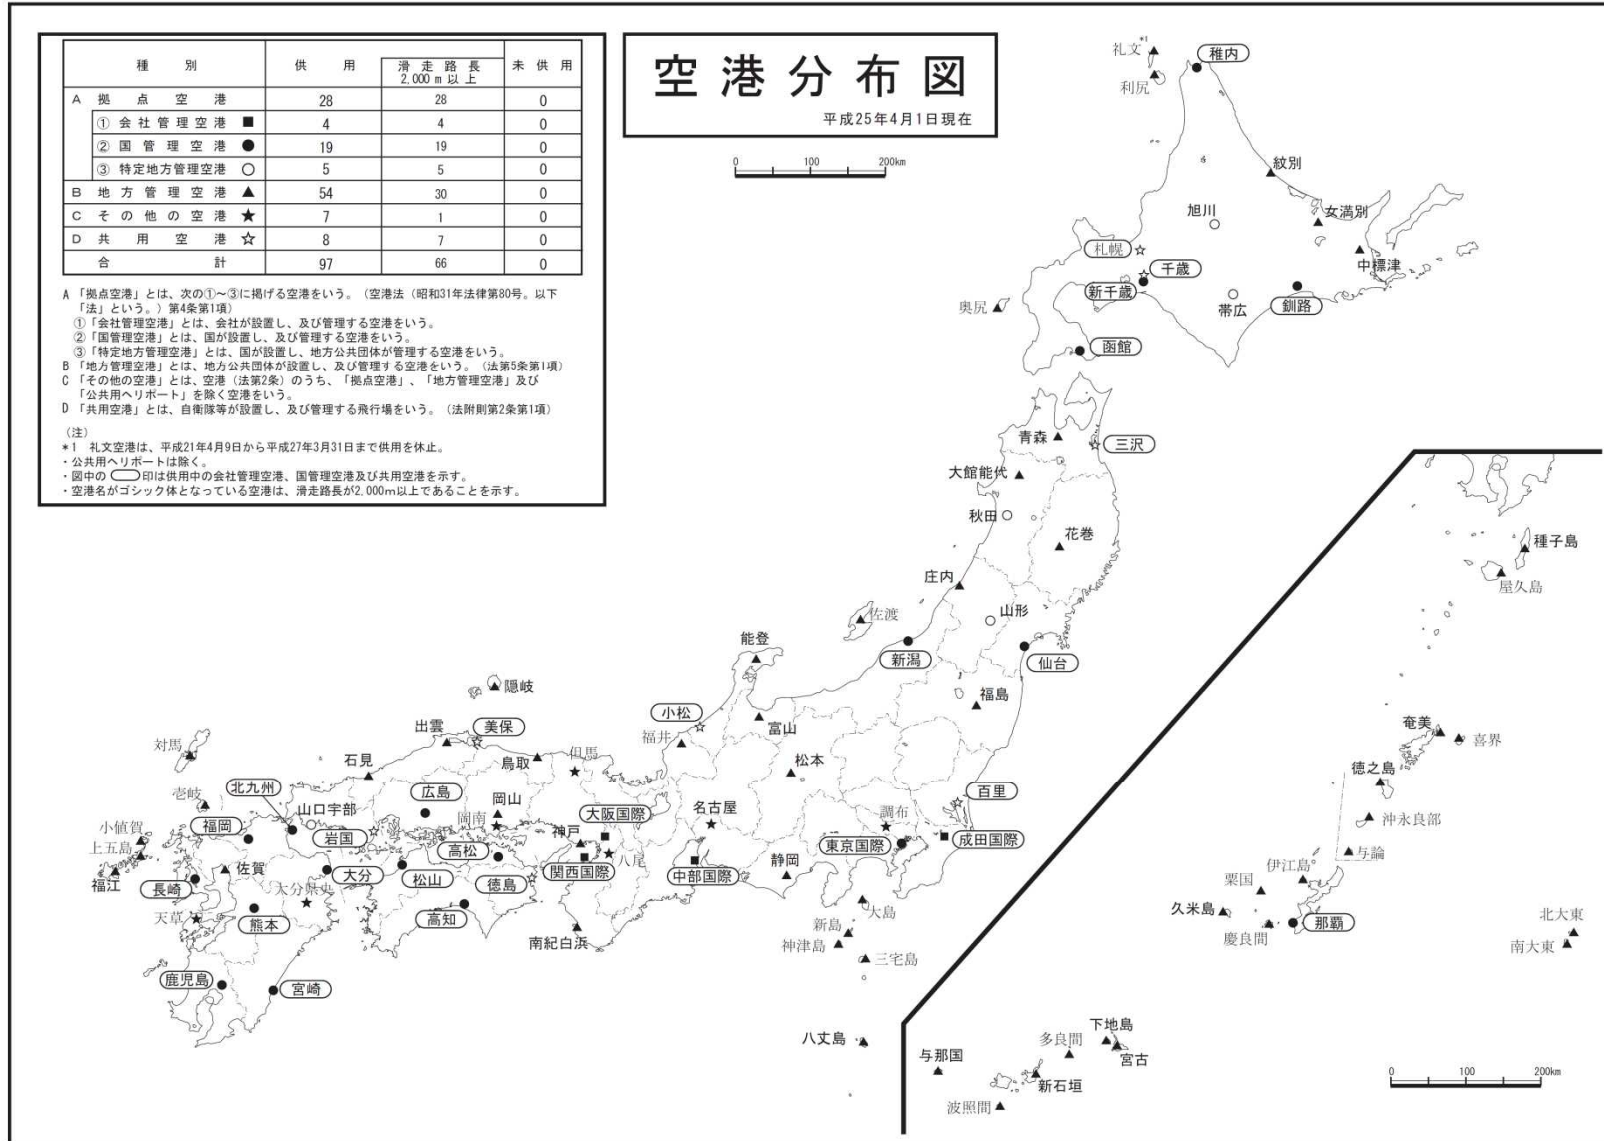 空港分布図
平成25年4月1日現在
種別 供用 滑走路長2,000m以上 未供用
A 拠点空港 28 28 0
① 会社管理空港 ■ 4 4 0
② 国管理空港 ● 19 19 0
③ 特定地方管理空港 ○ 5 5 0
B 地方管理空港 ▲ 54 30 0
C その他の空港 ★ 7 1 0
D 共用空港 ☆ 8 7 0
合計 97 66 0
A 「拠点空港」とは、次の①～③に掲げる空港をいう。（空港法（昭和31年法律第80号。以下
「法」という。）第4条第1項）
①「会社管理空港」とは、会社が設置し、及び管理する空港をいう。
②「国管理空港」とは、国が設置し、及び管理する空港をいう。
③「特定地方管理空港」とは、国が設置し、地方公共団体が管理する空港をいう。
B 「地方管理空港」とは、地方公共団体が設置し、及び管理する空港をいう。（法第5条第1項）
C 「その他の空港」とは、空港（法第2条）のうち、「拠点空港」、「地方管理空港」及び
「公共用ヘリポート」を除く空港をいう。
D 「共用空港」とは、自衛隊等が設置し、及び管理する飛行場をいう。（法附則第2条第1項）
（注）
*1 礼文空港は、平成21年4月9日から平成27年3月31日まで供用を休止。
・公共用ヘリポートは除く。
・図中の 印は供用中の会社管理空港、国管理空港及び共用空港を示す。
・空港名がゴシック体となっている空港は、滑走路長が2,000m以上であることを示す。
0 100 200km
礼文*1
稚内
利尻
紋別
旭川
女満別
札幌
中標津
千歳
新千歳
帯広
釧路
奥尻
函館
青森
三沢
大館能代
秋田
花巻
庄内
山形
佐渡
新潟
仙台
能登
福島
隠岐
小松
富山
出雲
美保
福井
対馬
石見
鳥取
但馬
松本
北九州
広島
百里
壱岐
山口宇部
岡山
大阪国際
名古屋
調布
小値賀
福岡
岩国
岡南
神戸
東京国際
成田国際
上五島
高松
八尾
静岡
福江
佐賀
大分
松山
徳島
関西国際
中部国際
長崎
大分県央
天草
熊本
高知
大島
南紀白浜
新島
神津島
三宅島
鹿児島
宮崎
八丈島
種子島
屋久島
奄美
喜界
徳之島
沖永良部
与論
伊江島
粟国
久米島
慶良間
那覇
北大東
南大東
下地島
多良間
宮古
与那国
新石垣
波照間
0 100 200km